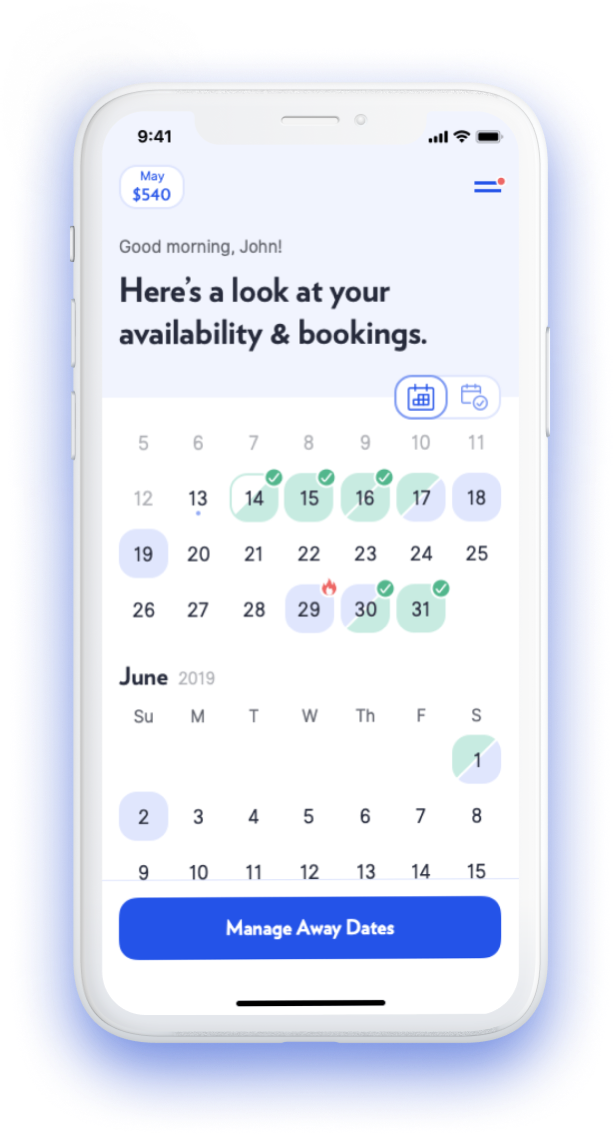 9:41
May
$540
Good morning, John!
Here's a look at your
availability & bookings.
5 6 7 8 9 10 11
12 13 14 15 16 17 18
19 20 21 22 23 24 25
26 27 28 29 30 31
June 2019
Su M T W Th F S
1
2 3 4 5 6 7 8
9 10 11 12 13 14 15
Manage Away Dates